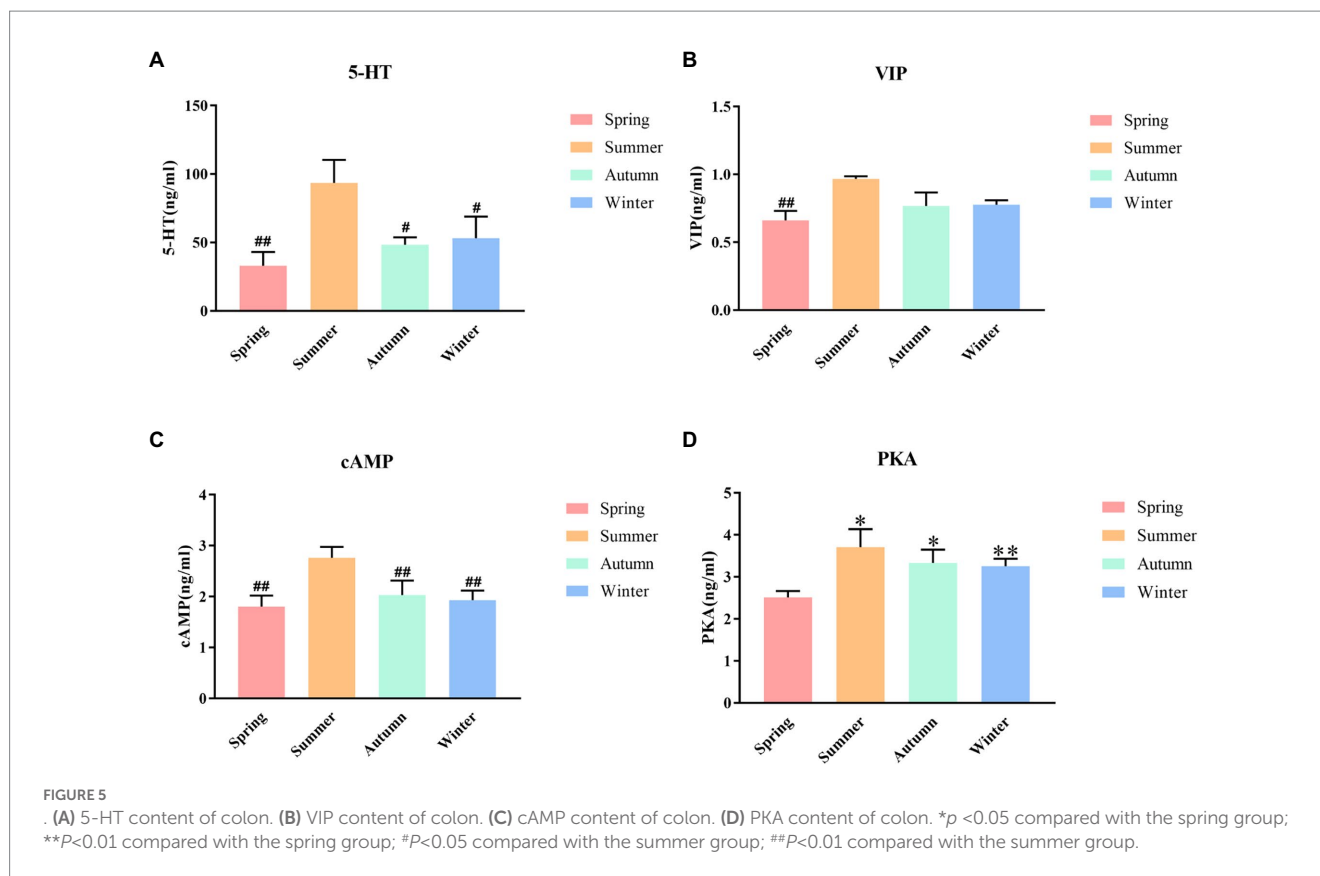 A
5-HT
150
100
50
0
5-HT(ng/ml)
##
#
#
Spring
Summer
Autumn
Winter
Spring
Summer
Autumn
Winter
B
VIP
1.5
1.0
0.5
0.0
VIP(ng/ml)
##
Spring
Summer
Autumn
Winter
Spring
Summer
Autumn
Winter
C
cAMP
4
3
2
1
0
cAMP(ng/ml)
##
##
##
Spring
Summer
Autumn
Winter
Spring
Summer
Autumn
Winter
D
PKA
5
4
3
2
1
0
PKA(ng/ml)
*
*
**
Spring
Summer
Autumn
Winter
Spring
Summer
Autumn
Winter
FIGURE 5
. (A) 5-HT content of colon. (B) VIP content of colon. (C) cAMP content of colon. (D) PKA content of colon. *p <0.05 compared with the spring group;
**P<0.01 compared with the spring group; #P<0.05 compared with the summer group; ##P<0.01 compared with the summer group.